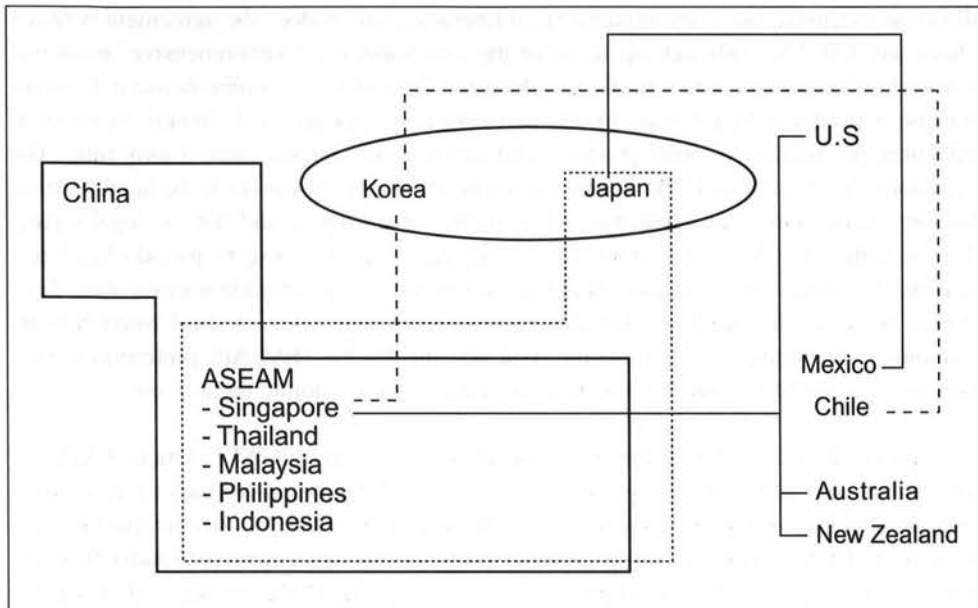 U.S
China
Korea
Japan
Mexico
ASEAM
- Singapore
- Thailand
- Malaysia
- Philippines
- Indonesia
Chile
Australia
New Zealand